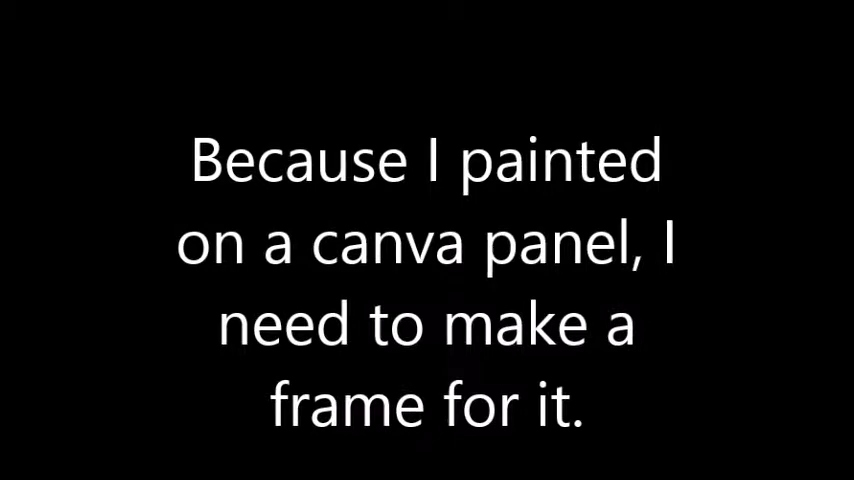 Because I painted
on a canva panel, I
need to make a
frame for it.